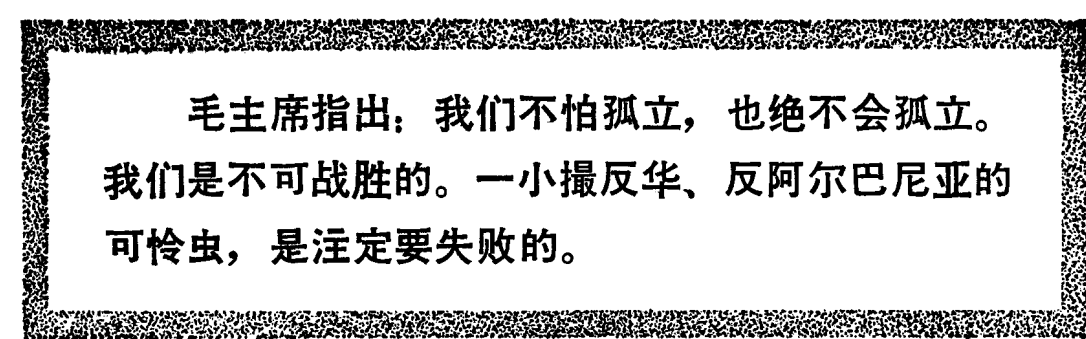 毛主席指出：我们不怕孤立，也绝不会孤立。
我们是不可战胜的。一小撮反华、反阿尔巴尼亚的
可怜虫，是注定要失败的。